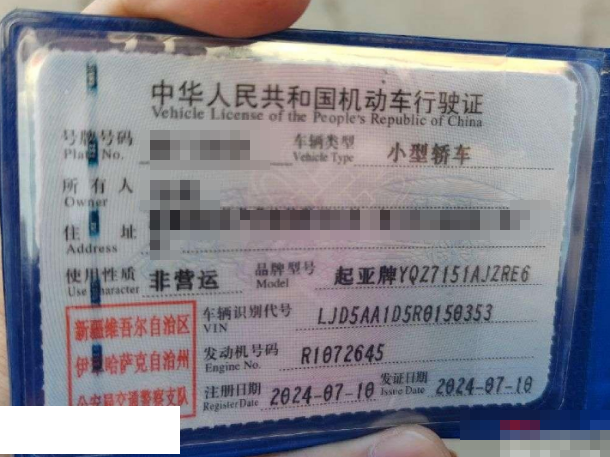 中华人民共和国机动车行驶证
Vehicle License of the People's Republic of China
号牌号码 车辆类型 小型轿车
Plate No. Vehicle Type
所有人
Owner
住址
Address
使用性质 非营运 品牌型号 起亚牌YQZ7151AJZRE6
Use Character Model
新疆维吾尔自治区
伊犁哈萨克自治州
公安局交通警察支队
车辆识别代号 LJD5AA1D5R0150353
VIN
发动机号码 R1072645
Engine No.
注册日期 2024-07-10 发证日期 2024-07-10
Register Date Issue Date